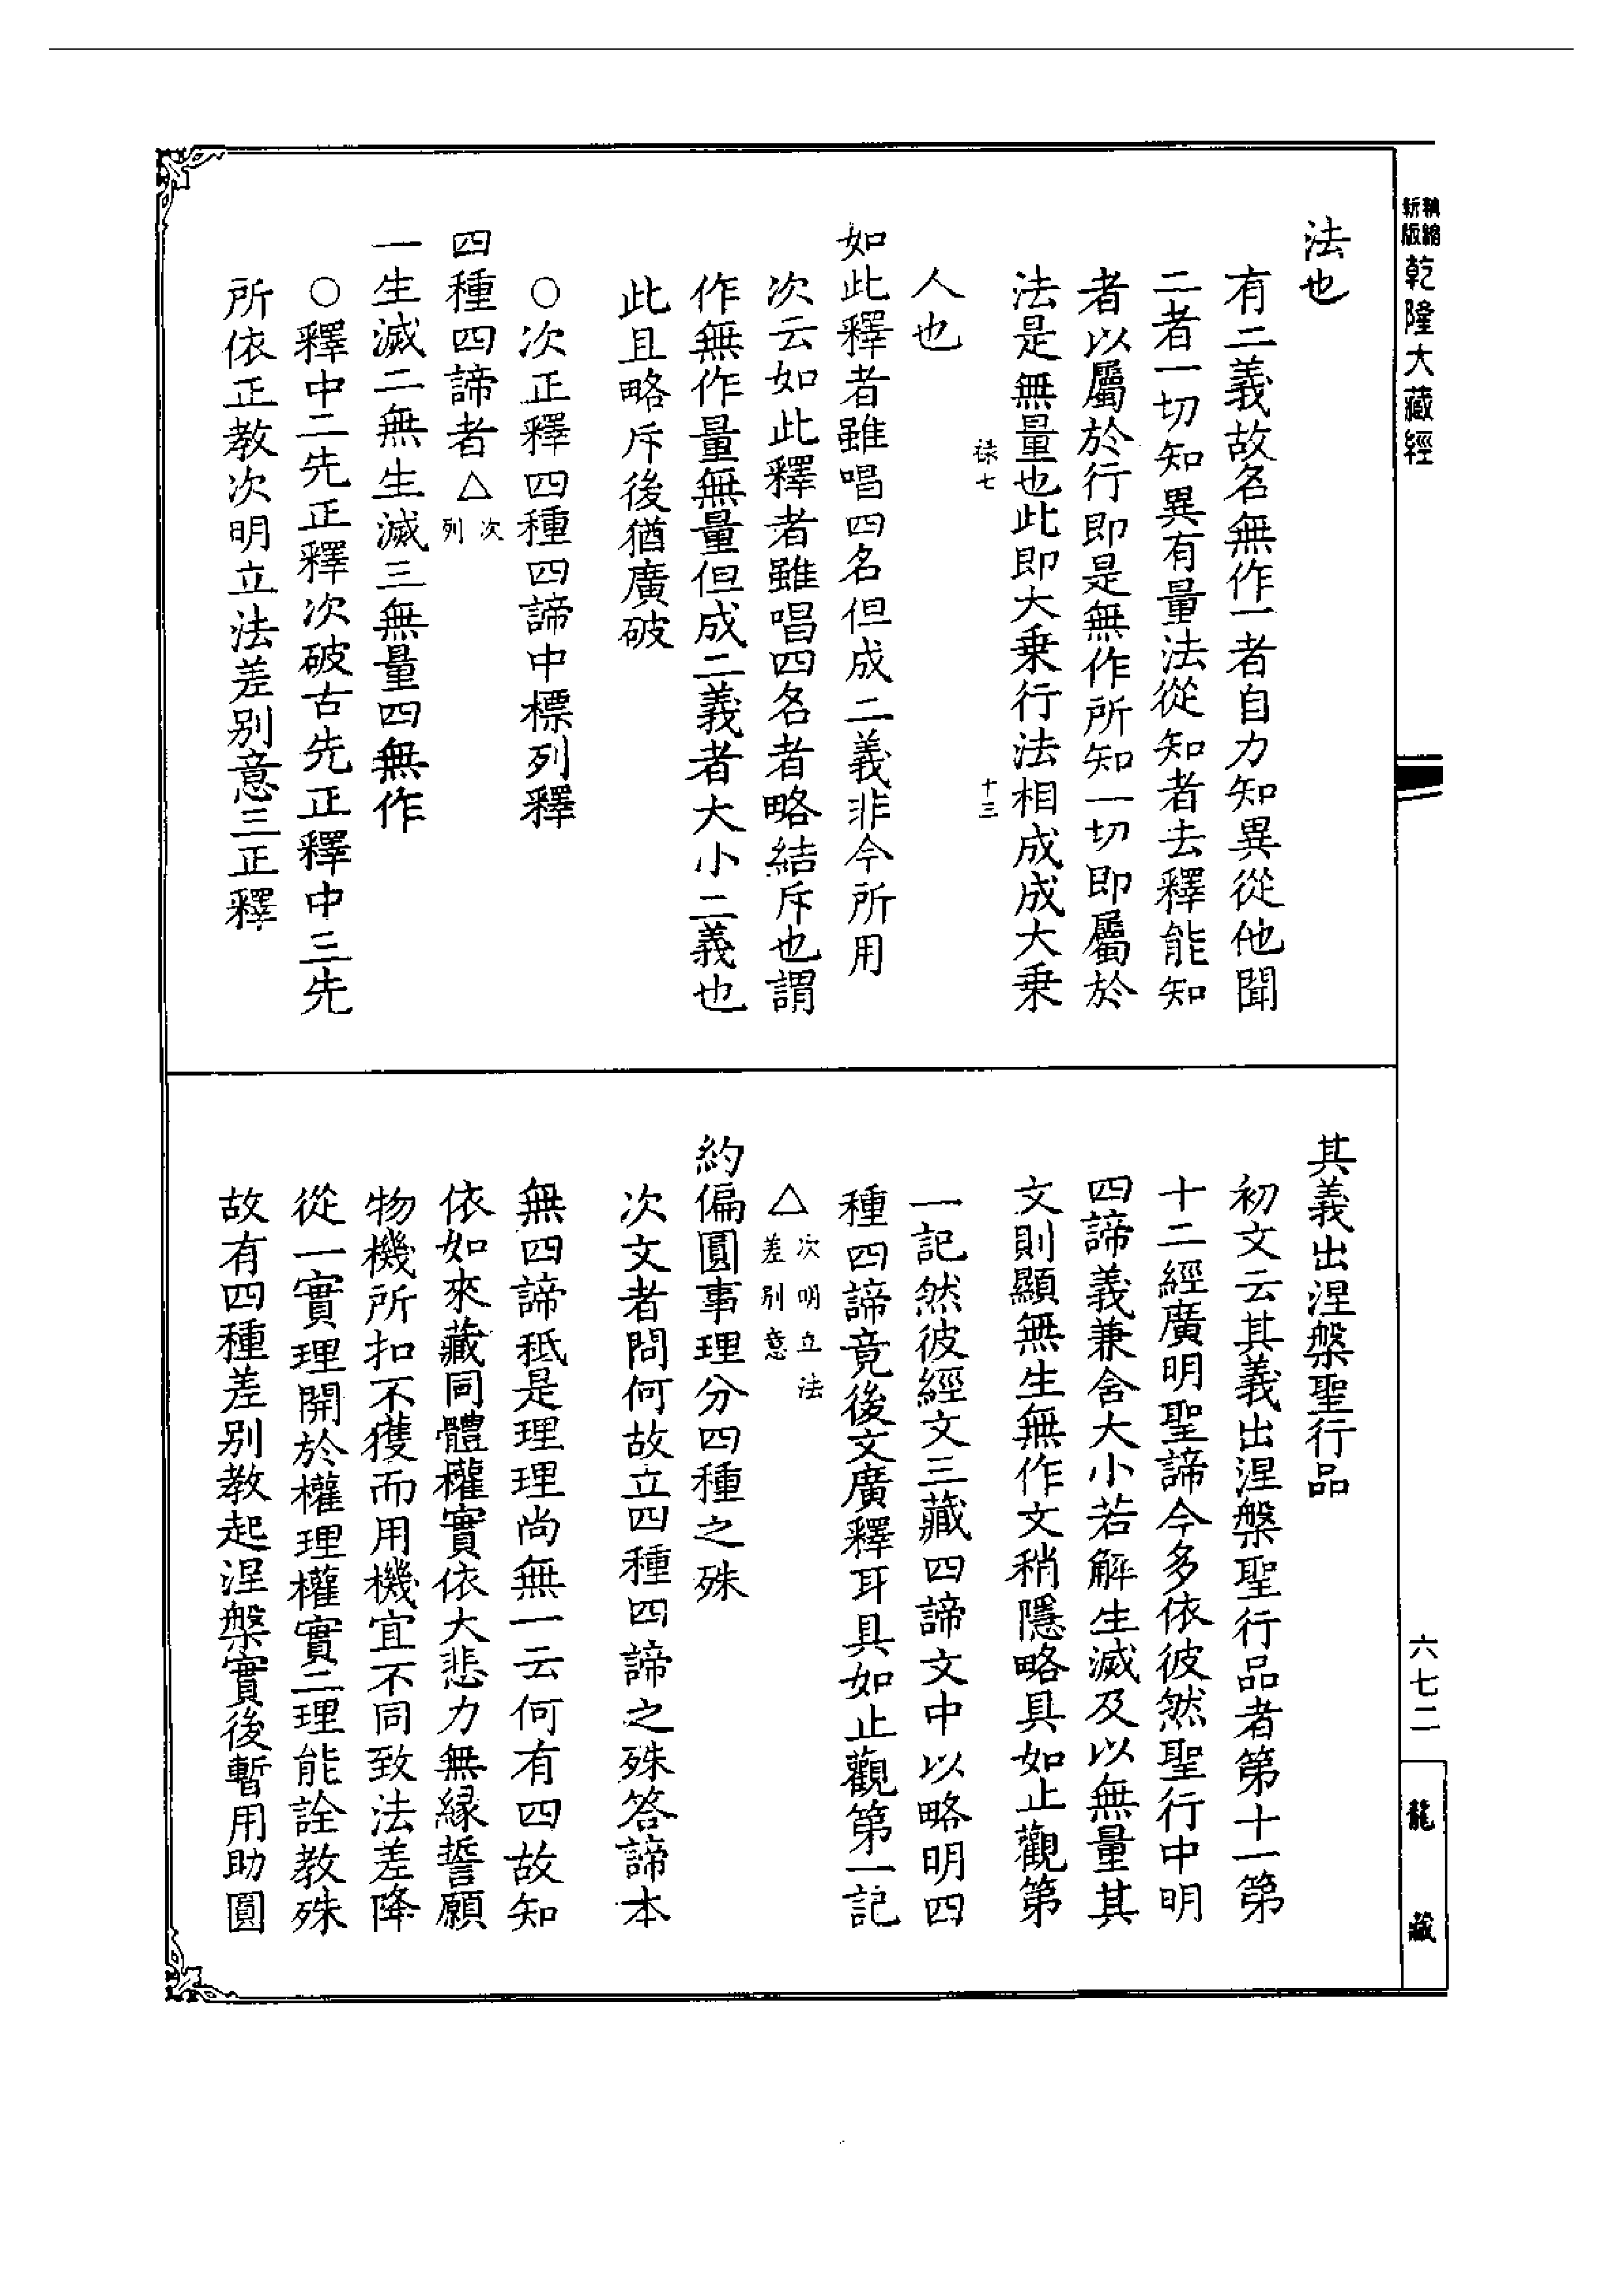 新版
乾隆大藏經
法也
有二義故名無作一者自力知異從他聞
二者一切知異有量法從知者去釋能知
者以屬於行即是無作所知一切即屬於
法是無量也此即大乗行法相成成大乗
十三
人也
如此釋者雖唱四名但成二義非今所用
次云如此釋者雖唱四名者略結斥也謂
作無作量無量但成二義者大小二義也
此且略斥後猶廣破
○次正釋四種四諦中標列釋
四種四諦者△次列
一生滅二無生滅三無量四無作
○釋中二先正釋次破古先正釋中三先
所依正教次明立法差別意三正釋
其義出涅槃聖行品
初文云其義出涅槃聖行品者第十一第
十二經廣明聖諦今多依彼然聖行中明
四諦義兼含大小若解生滅及以無量其
文則顯無生無作文稍隱略具如止觀第
一記然彼經文三藏四諦文中以略明四
種四諦竟後文廣釋耳具如止觀第一記
△次明立法差別意
約偏圓事理分四種之殊
次文者問何故立四種四諦之殊答諦本
無四諦秖是理理尚無一云何有四故知
依如來藏同體權實依大悲力無緣誓願
物機所扣不獲而用機宜不同致法差降
從一實理開於權理權實二理能詮教殊
故有四種差別教起涅槃實後暫用助圓
六七二
龍藏